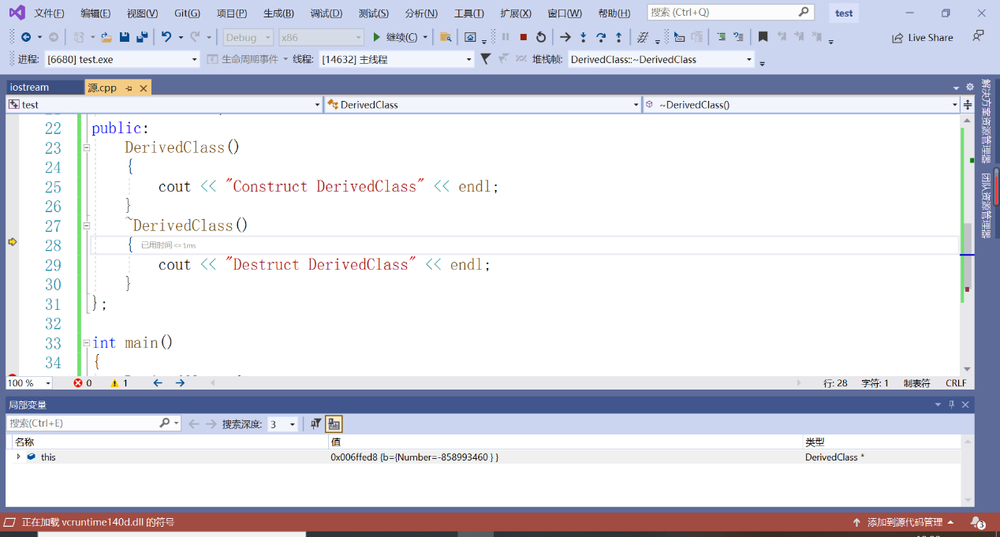 文件(F) 编辑(E) 视图(V) Git(G) 项目(P) 生成(B) 调试(D) 测试(S) 分析(N) 工具(T) 扩展(X) 窗口(W) 帮助(H) 搜索 (Ctrl+Q) test
Debug x86 继续(C) Live Share
进程: [6680] test.exe 生命周期事件 线程: [14632] 主线程 堆栈帧: DerivedClass::~DerivedClass
iostream 源.cpp
test DerivedClass ~DerivedClass()
解决方案资源管理器
团队资源管理器
22 public:
23 DerivedClass()
24 {
25 cout << "Construct DerivedClass" << endl;
26 }
27 ~DerivedClass()
28 { 已用时间 <=1ms
29 cout << "Destruct DerivedClass" << endl;
30 }
31 };
32
33 int main()
34 {
100 % 0 1 行: 28 字符: 1 制表符 CRLF
局部变量
搜索(Ctrl+E) 搜索深度: 3
名称 值 类型
this 0x006ffed8 {b={Number=-858993460 } } DerivedClass *
正在加载 vcruntime140d.dll 的符号 添加到源代码管理 3